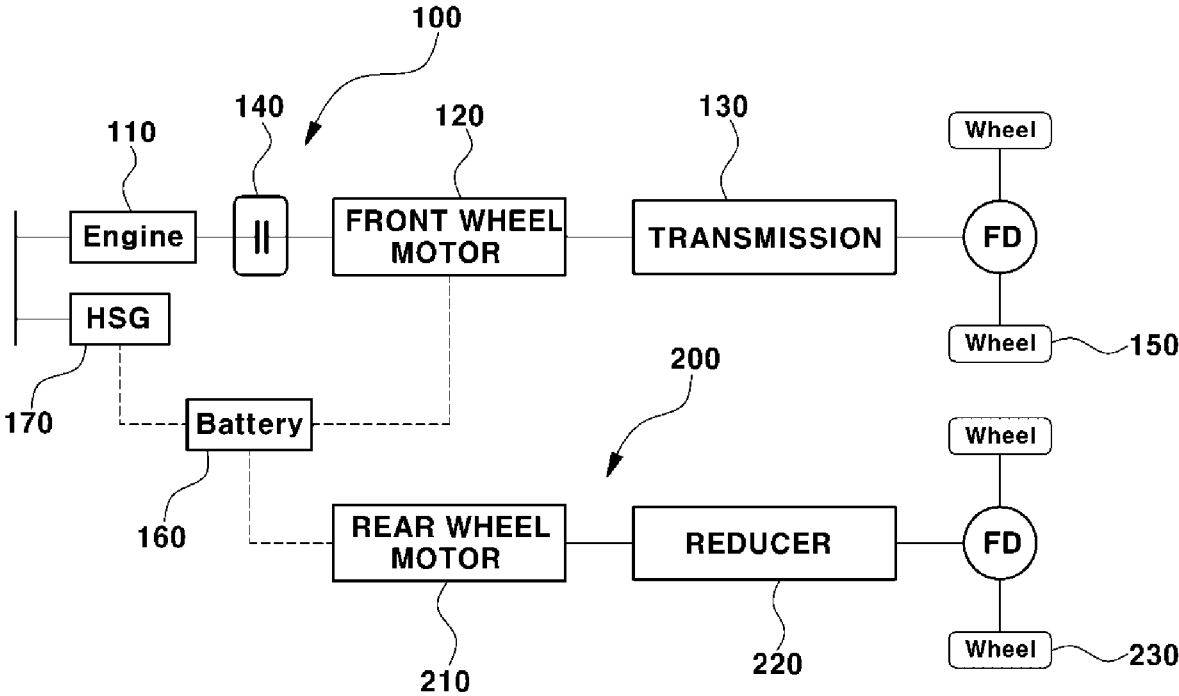 100
140
120
130
110
Wheel
Engine
FRONT WHEEL
MOTOR
TRANSMISSION
FD
HSG
Wheel
150
200
170
Battery
Wheel
160
REAR WHEEL
MOTOR
REDUCER
FD
Wheel
230
210
220